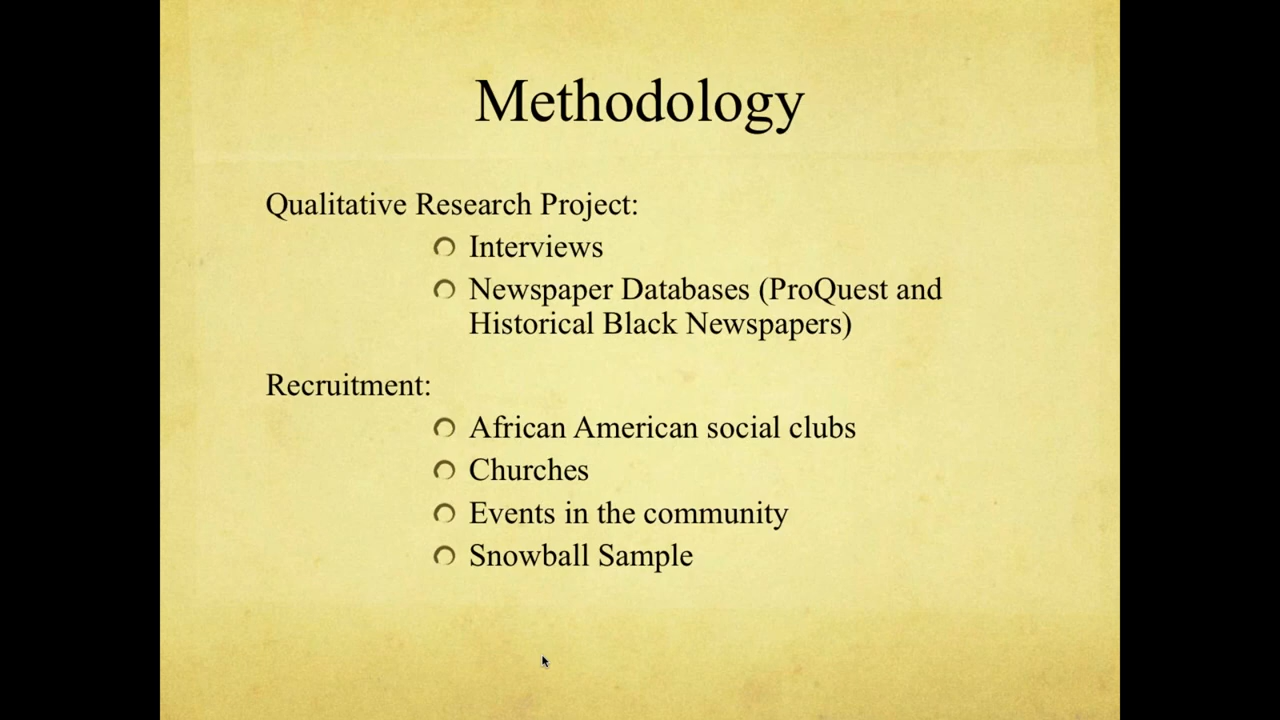 Methodology
Qualitative Research Project:
Interviews
Newspaper Databases (ProQuest and
Historical Black Newspapers)
Recruitment:
African American social clubs
Churches
Events in the community
Snowball Sample